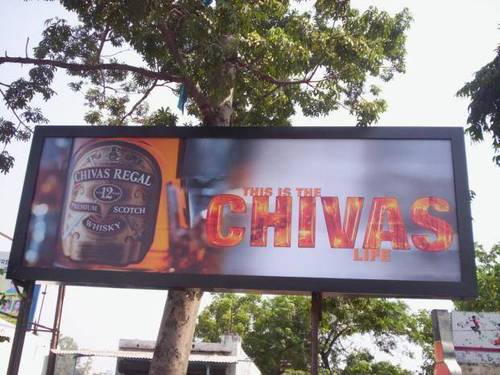 CHIVAS REGAL
12
PREMIUM SCOTCH
WHISKY
THIS IS THE
CHIVAS
LIFE